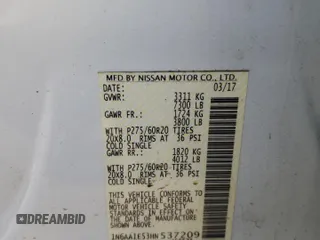 MFD BY NISSAN MOTOR CO., LTD.
03/17
GVWR: 3311 KG
7300 LB
GAWR FR: 1724 KG
3800 LB
WITH P275/60R20 TIRES
20X8.0 RIMS AT 36 PSI
COLD SINGLE
GAWR RR: 1820 KG
4012 LB
WITH P275/60R20 TIRES
20X8.0 RIMS AT 36 PSI
COLD SINGLE
THIS VEHICLE CONFORMS TO
ALL APPLICABLE FEDERAL
MOTOR VEHICLE SAFETY
STANDARDS IN EFFECT ON THE
DATE OF MANUFACTURE
SHOWN ABOVE.
1N6AA1E53HN537209